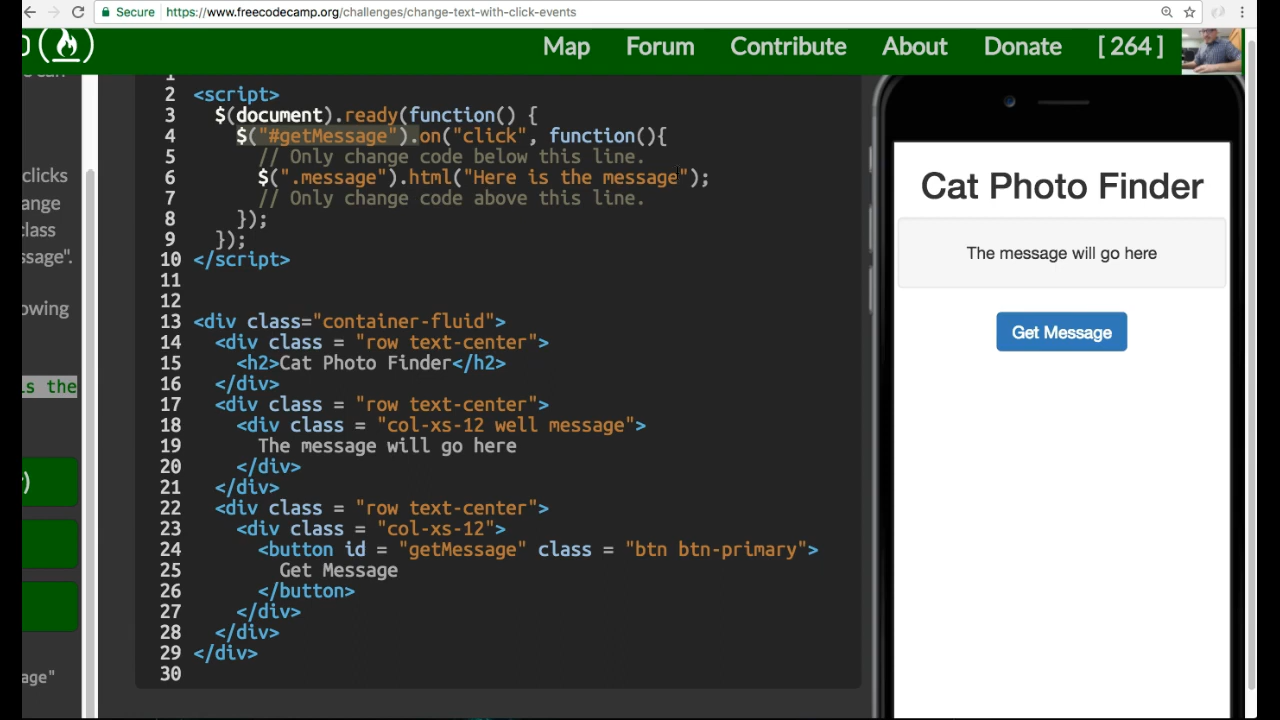 Secure https://www.freecodecamp.org/challenges/change-text-with-click-events
Map Forum Contribute About Donate [ 264 ]
clicks
ange
class
ssage".
owing
s the
)
age"
1
2 <script>
3 $(document).ready(function() {
4 $("#getMessage").on("click", function(){
5 // Only change code below this line.
6 $(".message").html("Here is the message");
7 // Only change code above this line.
8 });
9 });
10 </script>
11
12
13 <div class="container-fluid">
14 <div class = "row text-center">
15 <h2>Cat Photo Finder</h2>
16 </div>
17 <div class = "row text-center">
18 <div class = "col-xs-12 well message">
19 The message will go here
20 </div>
21 </div>
22 <div class = "row text-center">
23 <div class = "col-xs-12">
24 <button id = "getMessage" class = "btn btn-primary">
25 Get Message
26 </button>
27 </div>
28 </div>
29 </div>
30
Cat Photo Finder
The message will go here
Get Message